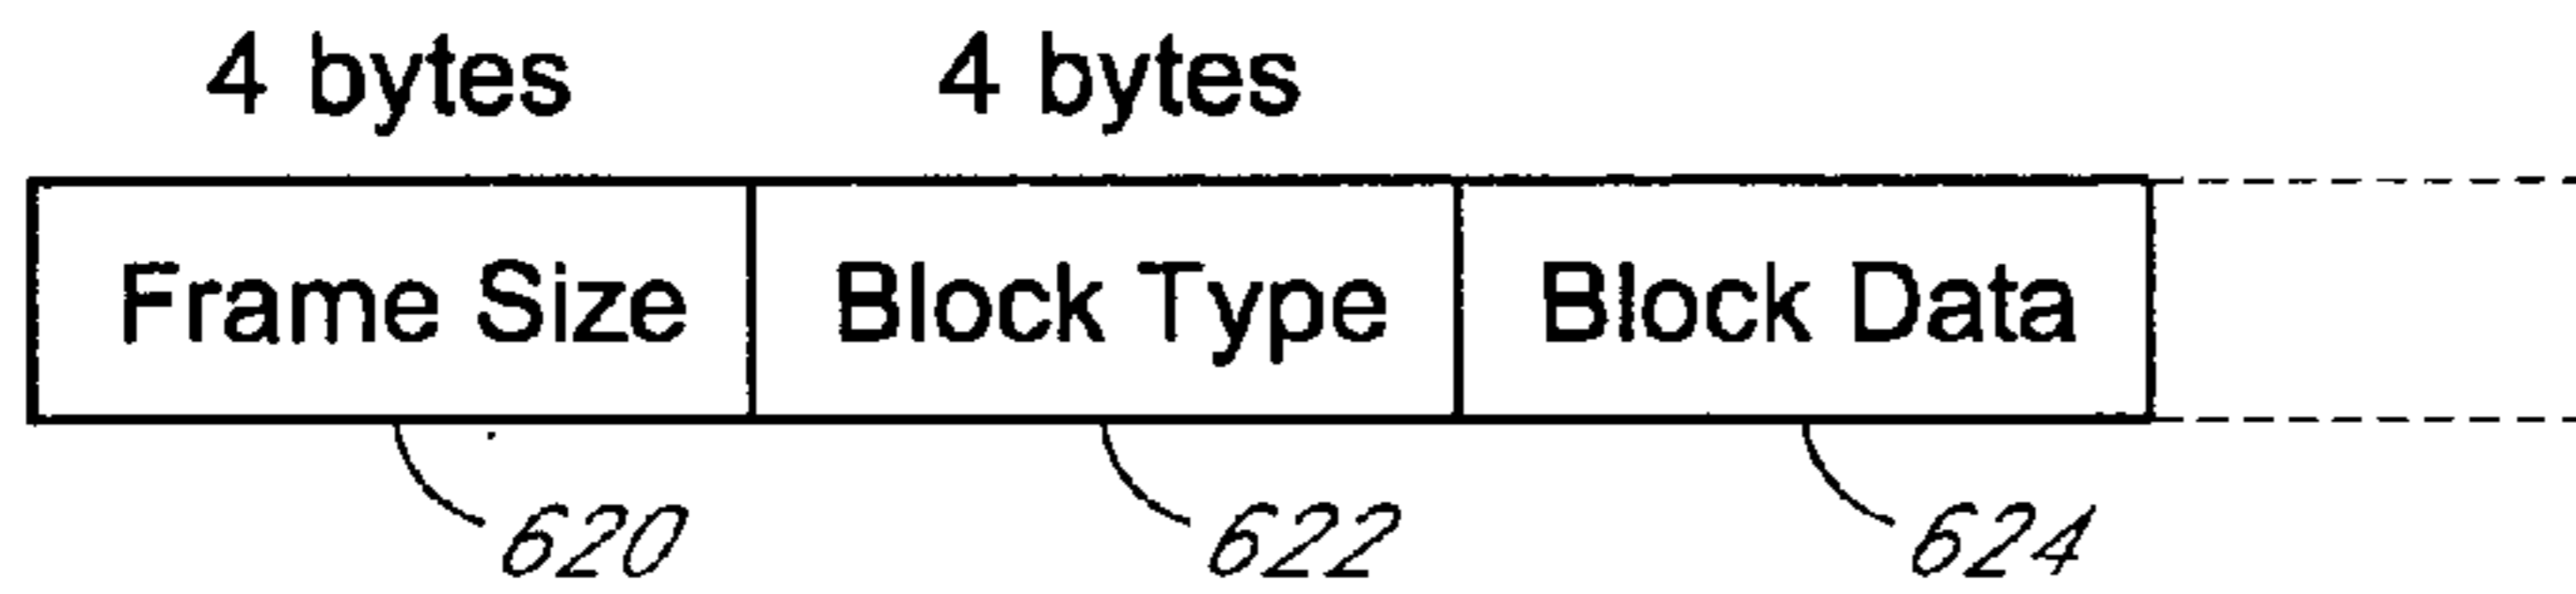 4 bytes 4 bytes
Frame Size Block Type Block Data
620 622 624